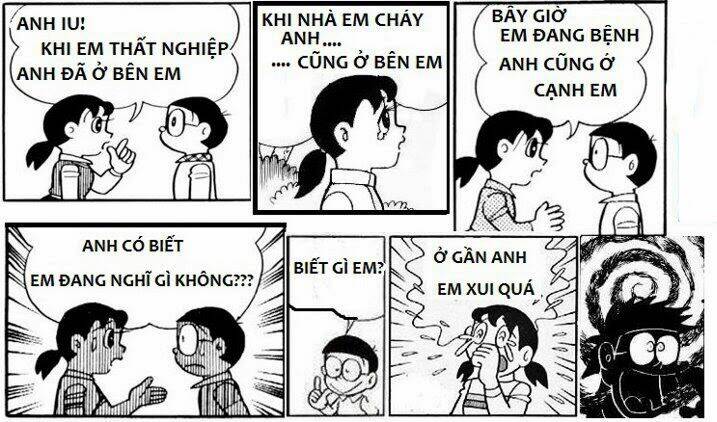 ANH IU!
KHI EM THẤT NGHIỆP
ANH ĐÃ Ở BÊN EM
KHI NHÀ EM CHÁY
ANH....
.... CŨNG Ở BÊN EM
BÂY GIỜ
EM ĐANG BỆNH
ANH CŨNG Ở
CẠNH EM
ANH CÓ BIẾT
EM ĐANG NGHĨ GÌ KHÔNG???
BIẾT GÌ EM?
Ở GẦN ANH
EM XUI QUÁ